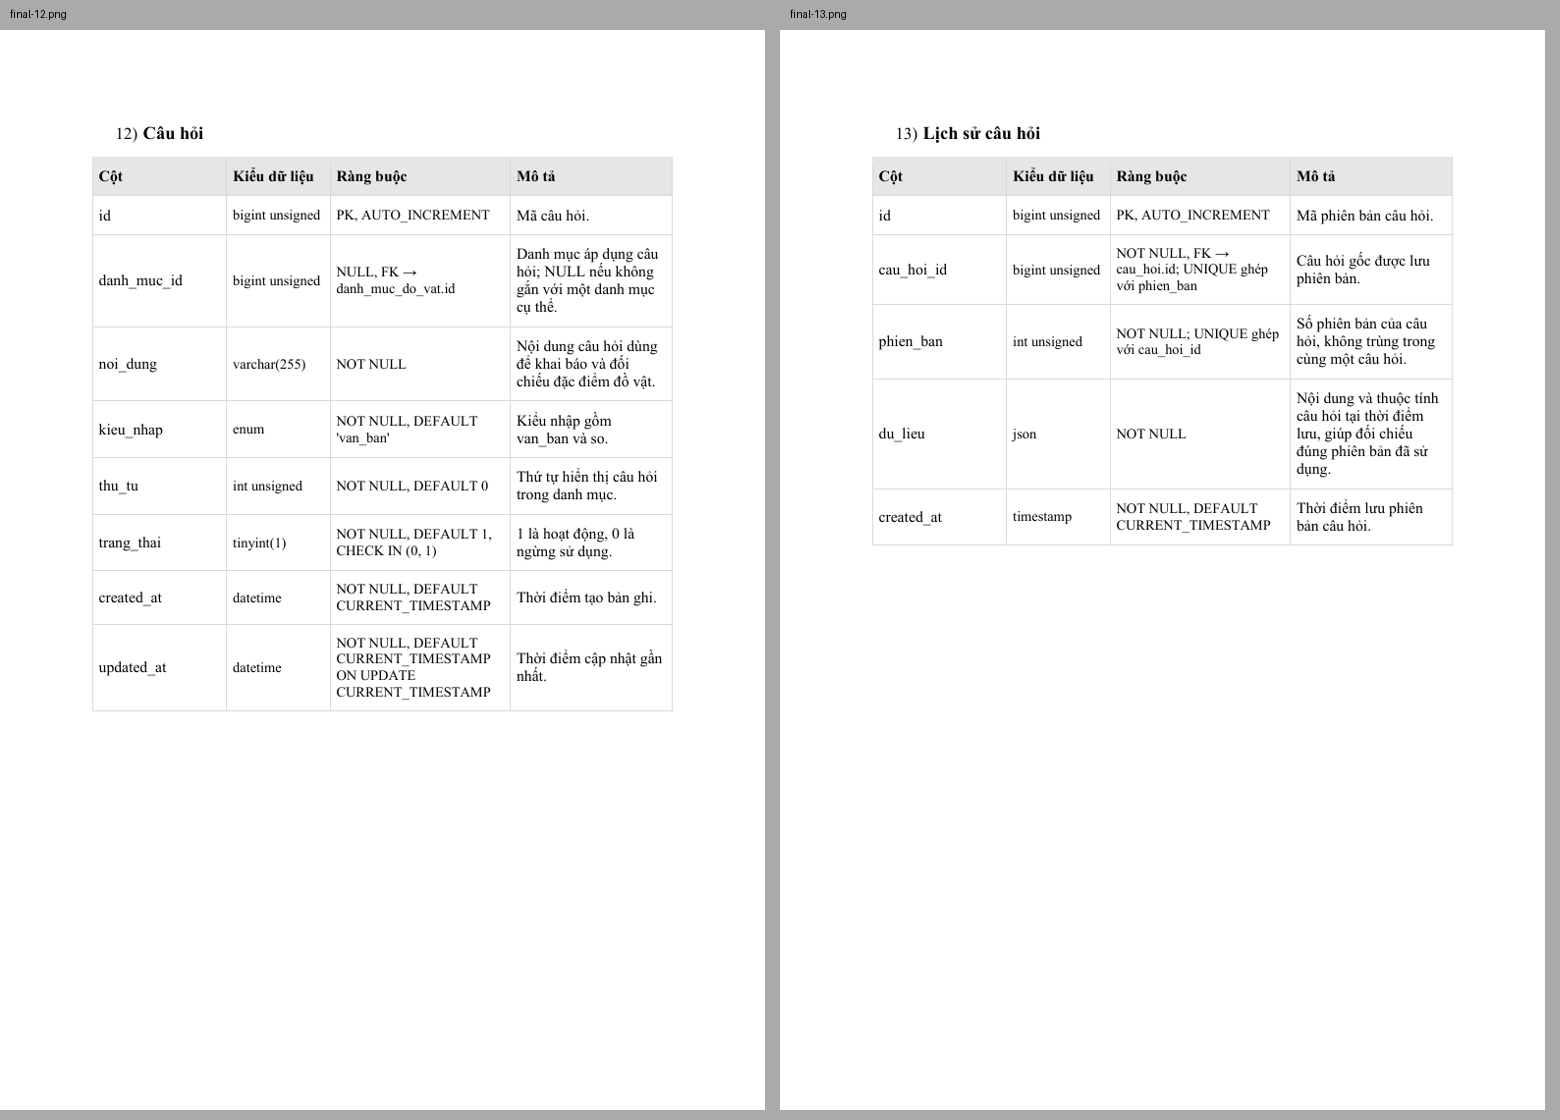 final-12.png
12) Câu hỏi
Cột Kiểu dữ liệu Ràng buộc Mô tả
id bigint unsigned PK, AUTO_INCREMENT Mã câu hỏi.
danh_muc_id bigint unsigned NULL, FK →
danh_muc_do_vat.id
Danh mục áp dụng câu
hỏi; NULL nếu không
gắn với một danh mục
cụ thể.
noi_dung varchar(255) NOT NULL
Nội dung câu hỏi dùng
để khai báo và đối
chiếu đặc điểm đồ vật.
kieu_nhap enum NOT NULL, DEFAULT
'van_ban'
Kiểu nhập gồm
van_ban và so.
thu_tu int unsigned NOT NULL, DEFAULT 0
Thứ tự hiển thị câu hỏi
trong danh mục.
trang_thai tinyint(1) NOT NULL, DEFAULT 1,
CHECK IN (0, 1)
1 là hoạt động, 0 là
ngừng sử dụng.
created_at datetime NOT NULL, DEFAULT
CURRENT_TIMESTAMP
Thời điểm tạo bản ghi.
updated_at datetime NOT NULL, DEFAULT
CURRENT_TIMESTAMP
ON UPDATE
CURRENT_TIMESTAMP
Thời điểm cập nhật gần
nhất.
final-13.png
13) Lịch sử câu hỏi
Cột Kiểu dữ liệu Ràng buộc Mô tả
id bigint unsigned PK, AUTO_INCREMENT Mã phiên bản câu hỏi.
cau_hoi_id bigint unsigned NOT NULL, FK →
cau_hoi.id; UNIQUE ghép
với phien_ban
Câu hỏi gốc được lưu
phiên bản.
phien_ban int unsigned NOT NULL; UNIQUE ghép
với cau_hoi_id
Số phiên bản của câu
hỏi, không trùng trong
cùng một câu hỏi.
du_lieu json NOT NULL
Nội dung và thuộc tính
câu hỏi tại thời điểm
lưu, giúp đối chiếu
đúng phiên bản đã sử
dụng.
created_at timestamp NOT NULL, DEFAULT
CURRENT_TIMESTAMP
Thời điểm lưu phiên
bản câu hỏi.